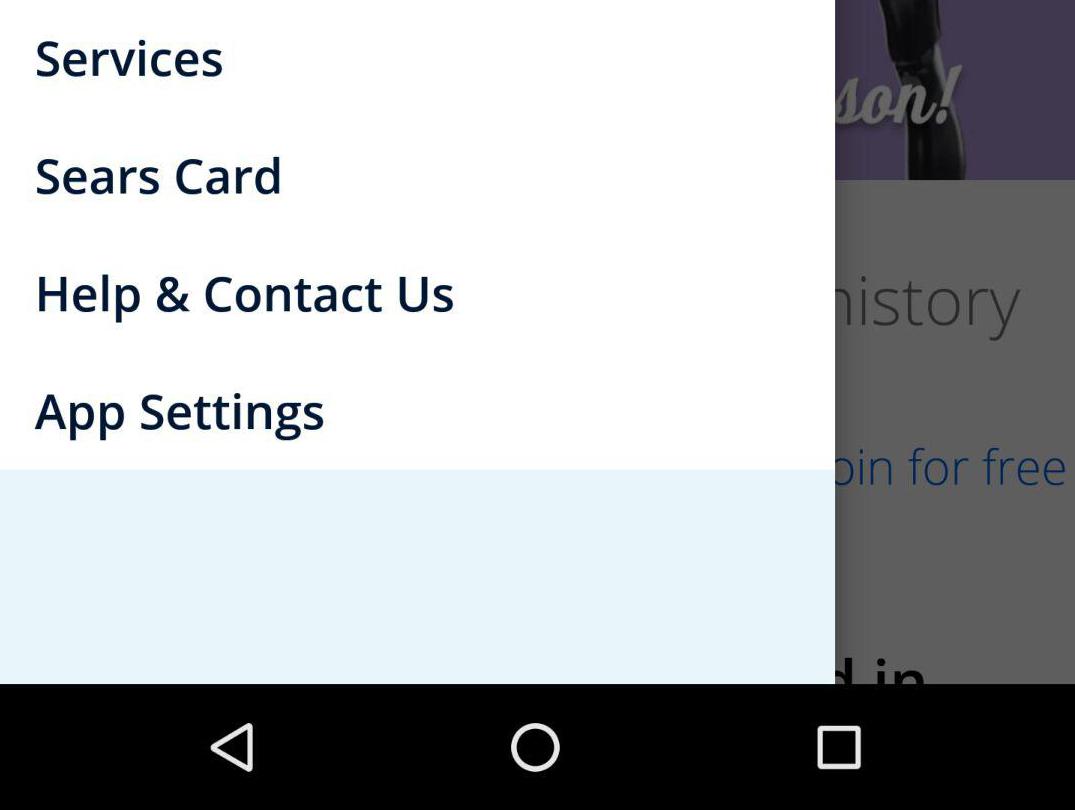 Services
son!
Sears Card
Help & Contact Us
history
App Settings
oin for free
d in